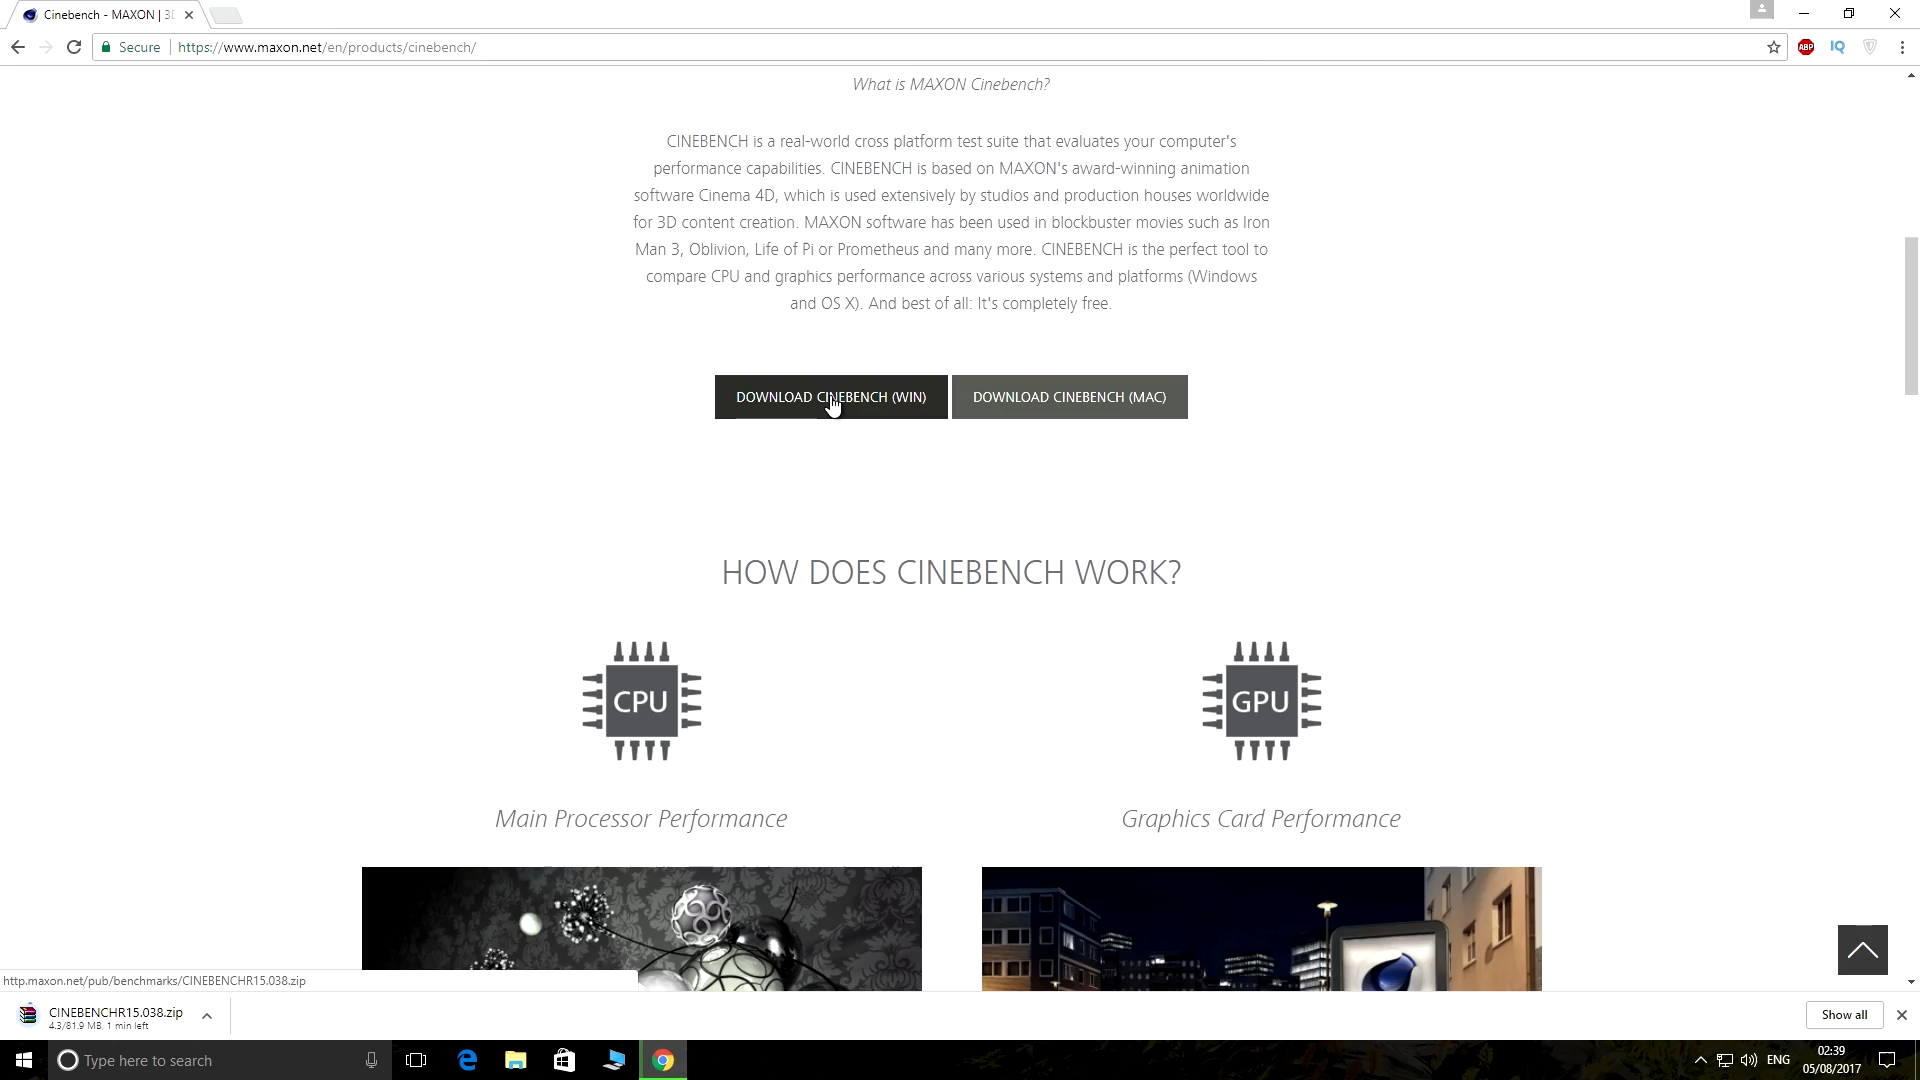 Cinebench - MAXON | 3D
Secure
https://www.maxon.net/en/products/cinebench/
ABP
IQ
What is MAXON Cinebench?
CINEBENCH is a real-world cross platform test suite that evaluates your computer's
performance capabilities. CINEBENCH is based on MAXON's award-winning animation
software Cinema 4D, which is used extensively by studios and production houses worldwide
for 3D content creation. MAXON software has been used in blockbuster movies such as Iron
Man 3, Oblivion, Life of Pi or Prometheus and many more. CINEBENCH is the perfect tool to
compare CPU and graphics performance across various systems and platforms (Windows
and OS X). And best of all: It's completely free.
DOWNLOAD CINEBENCH (WIN)
DOWNLOAD CINEBENCH (MAC)
HOW DOES CINEBENCH WORK?
CPU
GPU
Main Processor Performance
Graphics Card Performance
http.maxon.net/pub/benchmarks/CINEBENCHR15.038.zip
CINEBENCHR15.038.zip
4.3/81.9 MB, 1 min left
Show all
Type here to search
ENG
02:39
05/08/2017